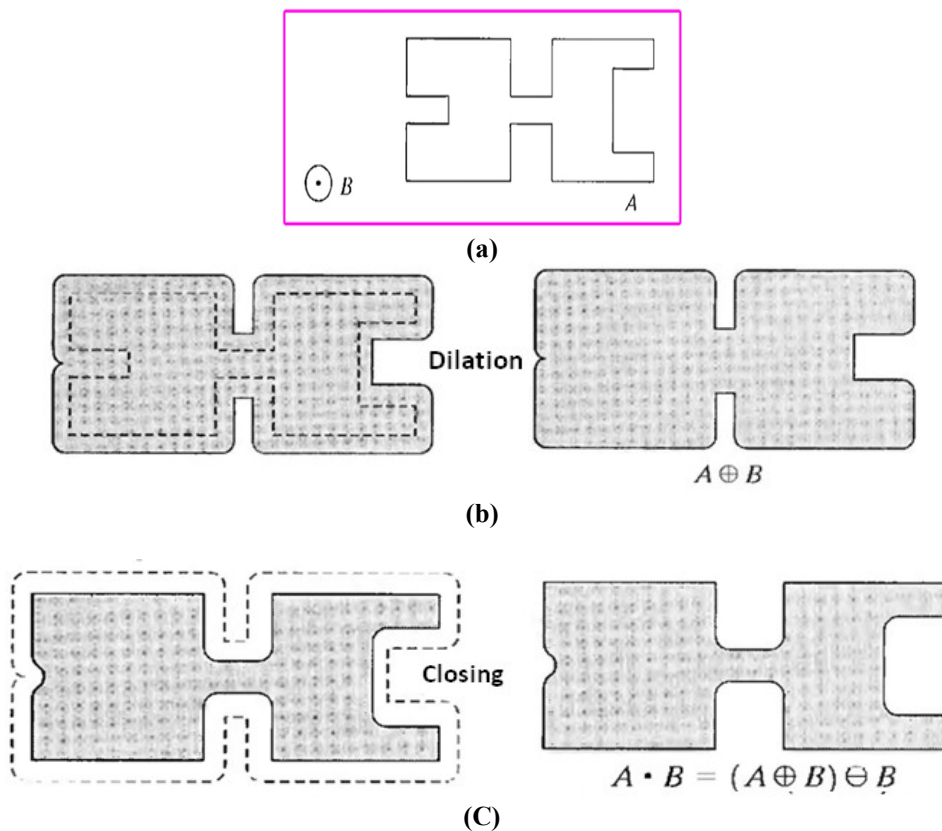 B
A
(a)
Dilation
A ⊕ B
(b)
Closing
A • B = (A ⊕ B) ⊖ B
(C)